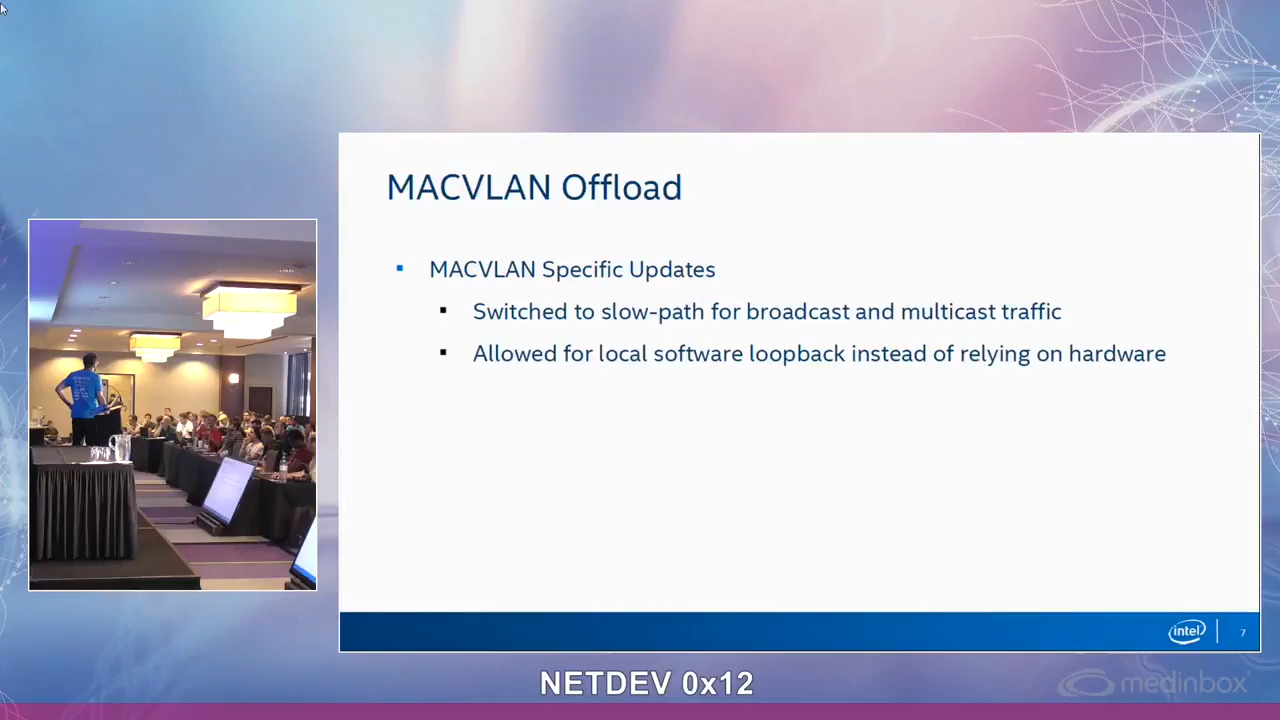 MACVLAN Offload
MACVLAN Specific Updates
Switched to slow-path for broadcast and multicast traffic
Allowed for local software loopback instead of relying on hardware
intel
7
NETDEV 0x12
medinbox